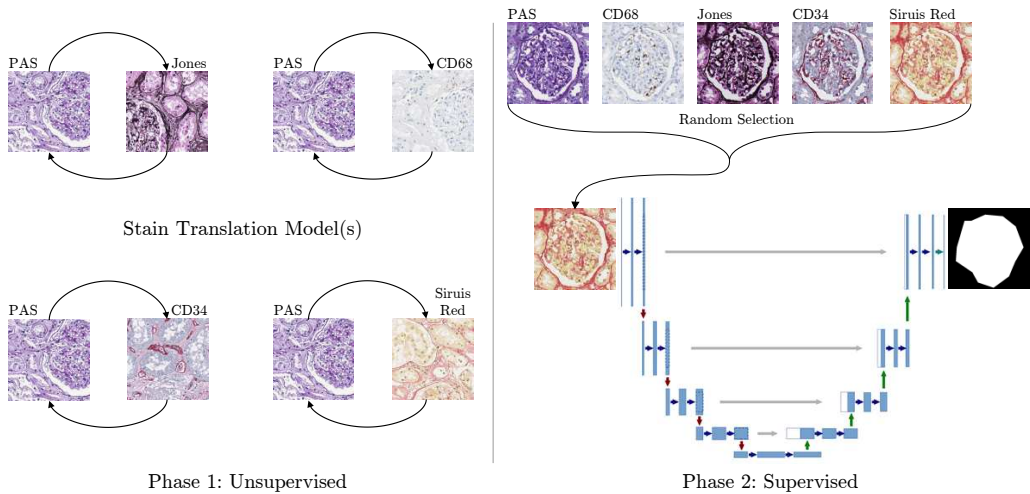 PAS
Jones
PAS
CD68
Stain Translation Model(s)
PAS
CD34
PAS
Siruis
Red
Phase 1: Unsupervised
PAS
CD68
Jones
CD34
Siruis Red
Random Selection
Phase 2: Supervised